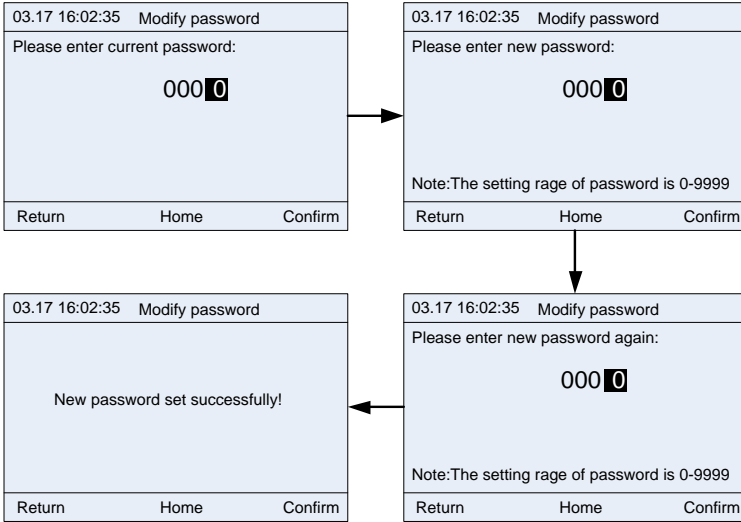 03.17 16:02:35 Modify password
Please enter current password:
000 0
Return Home Confirm
03.17 16:02:35 Modify password
Please enter new password:
000 0
Note:The setting rage of password is 0-9999
Return Home Confirm
03.17 16:02:35 Modify password
Please enter new password again:
000 0
Note:The setting rage of password is 0-9999
Return Home Confirm
03.17 16:02:35 Modify password
New password set successfully!
Return Home Confirm